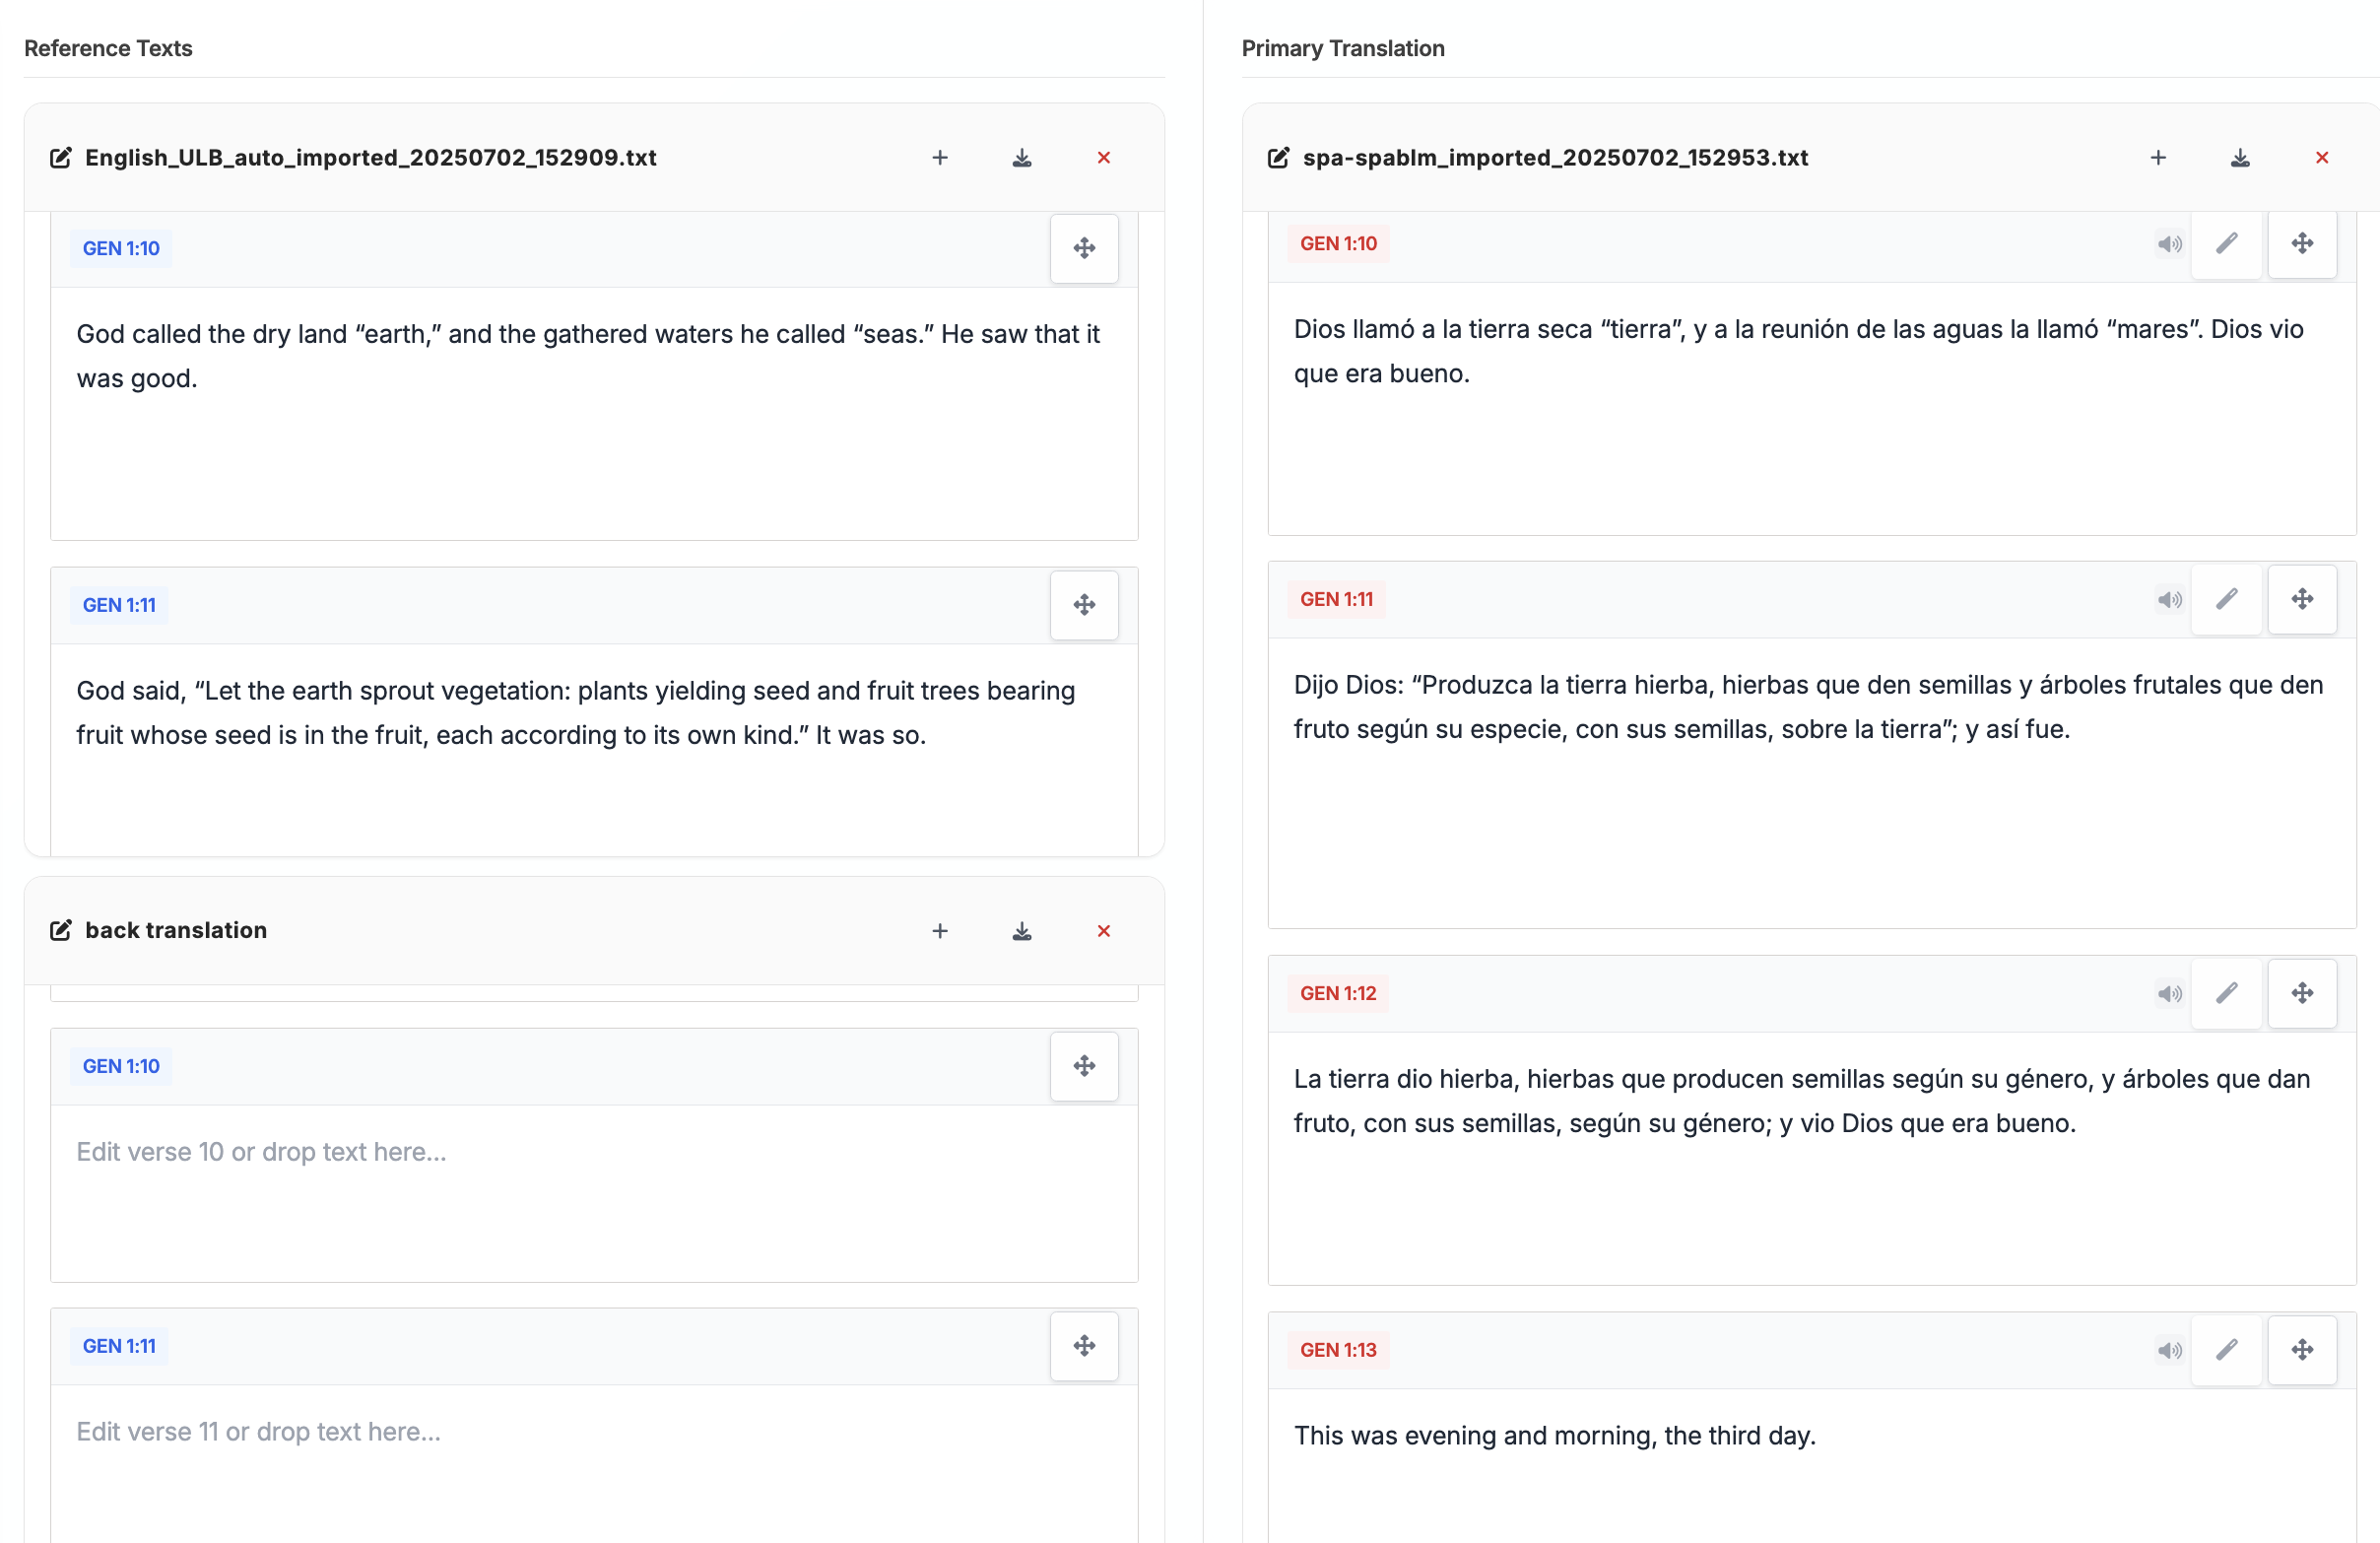 Reference Texts
English_ULB_auto_imported_20250702_152909.txt
GEN 1:10
God called the dry land “earth,” and the gathered waters he called “seas.” He saw that it
was good.
GEN 1:11
God said, “Let the earth sprout vegetation: plants yielding seed and fruit trees bearing
fruit whose seed is in the fruit, each according to its own kind.” It was so.
back translation
GEN 1:10
Edit verse 10 or drop text here...
GEN 1:11
Edit verse 11 or drop text here...
Primary Translation
spa-spablm_imported_20250702_152953.txt
GEN 1:10
Dios llamó a la tierra seca “tierra”, y a la reunión de las aguas la llamó “mares”. Dios vio
que era bueno.
GEN 1:11
Dijo Dios: “Produzca la tierra hierba, hierbas que den semillas y árboles frutales que den
fruto según su especie, con sus semillas, sobre la tierra”; y así fue.
GEN 1:12
La tierra dio hierba, hierbas que producen semillas según su género, y árboles que dan
fruto, con sus semillas, según su género; y vio Dios que era bueno.
GEN 1:13
This was evening and morning, the third day.